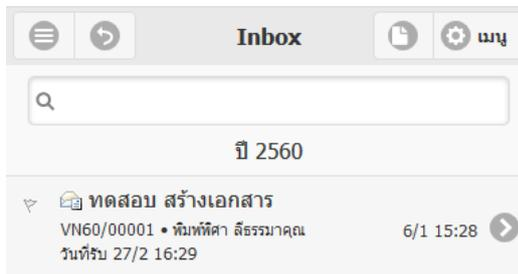 Inbox
เมนู
ปี 2560
ทดสอบ สร้างเอกสาร
VN60/00001 • พิมพ์พิศา ลีธรรมาคุณ 6/1 15:28
วันที่รับ 27/2 16:29